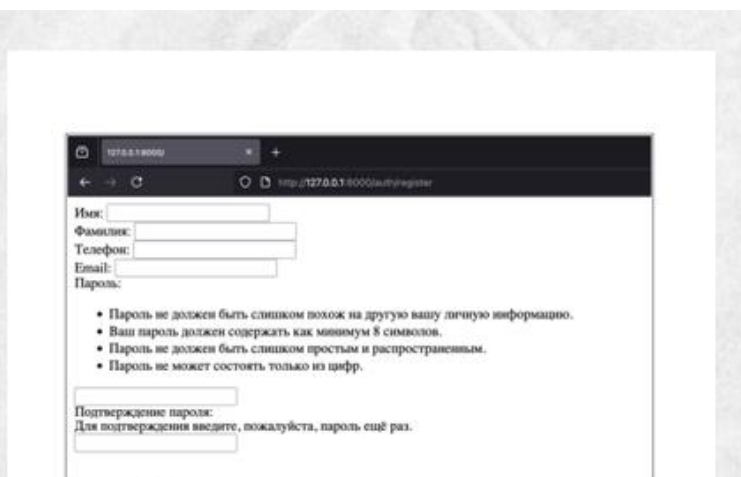 127.0.0.1:8000/
http://127.0.0.1:8000/auth/register
Имя:
Фамилия:
Телефон:
Email:
Пароль:
Пароль не должен быть слишком похож на другую вашу личную информацию.
Ваш пароль должен содержать как минимум 8 символов.
Пароль не должен быть слишком простым и распространенным.
Пароль не может состоять только из цифр.
Подтверждение пароля:
Для подтверждения введите, пожалуйста, пароль ещё раз.